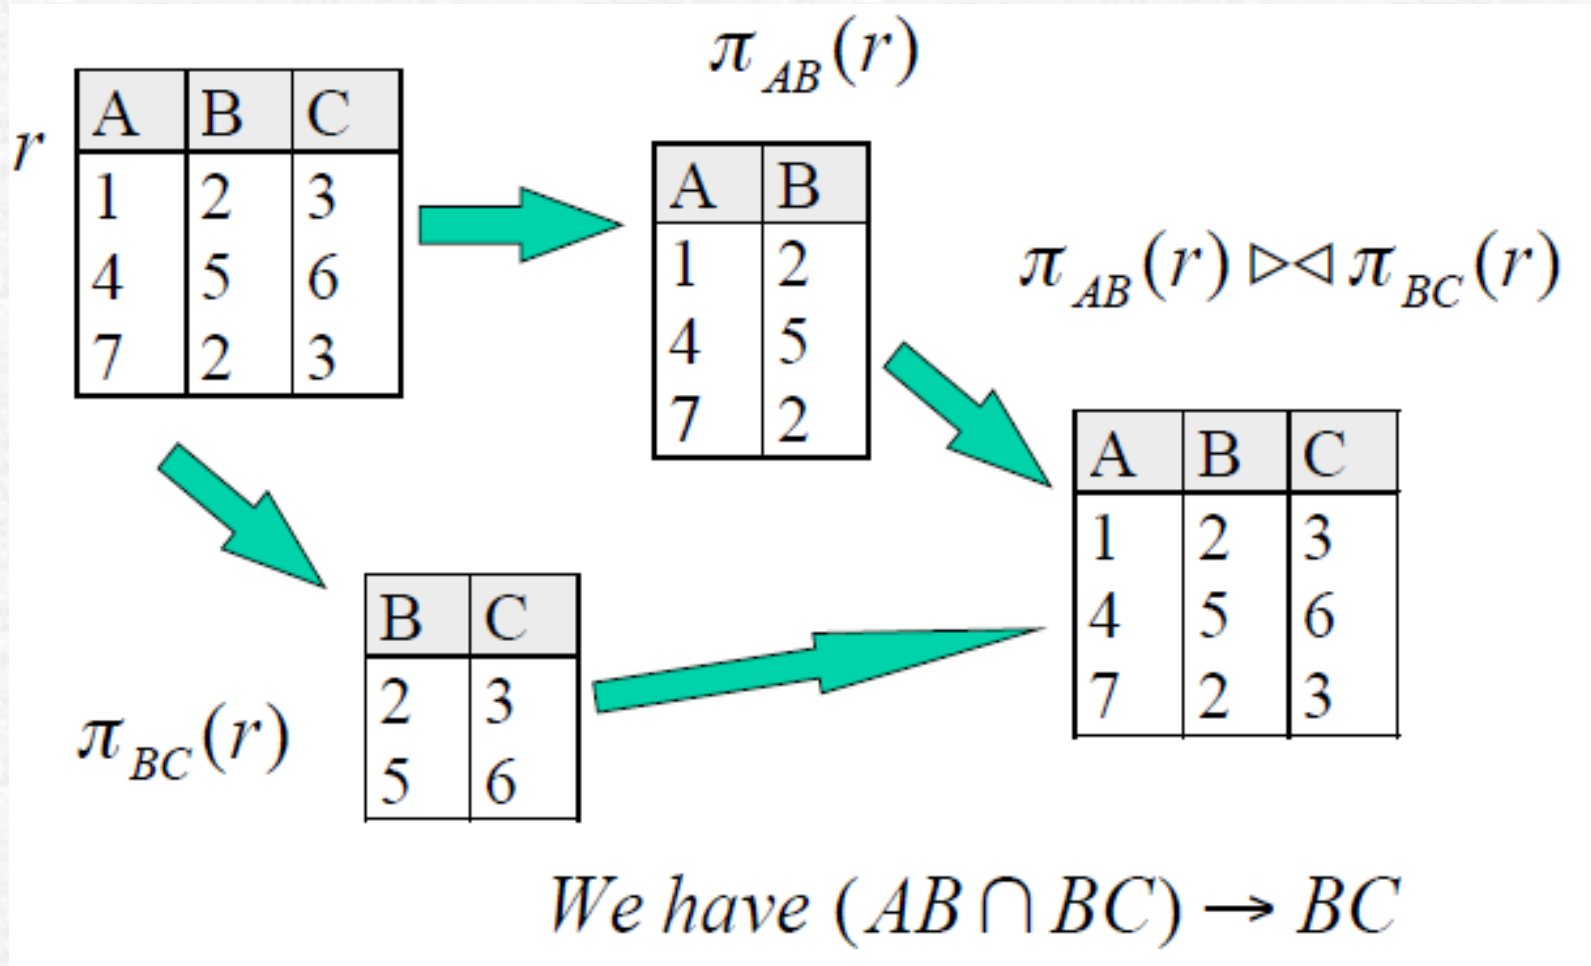 π_AB(r)
r
A B C
1 2 3
4 5 6
7 2 3
A B
1 2
4 5
7 2
π_AB(r) ▷◁ π_BC(r)
A B C
1 2 3
4 5 6
7 2 3
B C
2 3
5 6
π_BC(r)
We have (AB ∩ BC) → BC